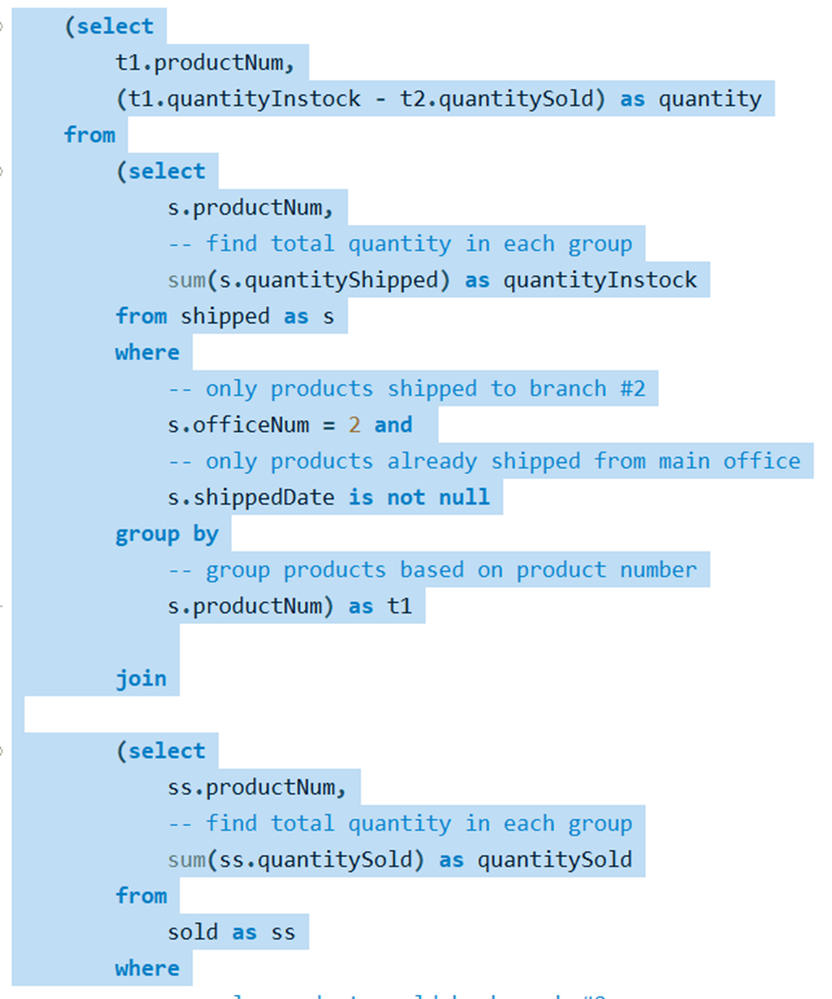 (select
t1.productNum,
(t1.quantityInstock - t2.quantitySold) as quantity
from
(select
s.productNum,
-- find total quantity in each group
sum(s.quantityShipped) as quantityInstock
from shipped as s
where
-- only products shipped to branch #2
s.officeNum = 2 and
-- only products already shipped from main office
s.shippedDate is not null
group by
-- group products based on product number
s.productNum) as t1
join
(select
ss.productNum,
-- find total quantity in each group
sum(ss.quantitySold) as quantitySold
from
sold as ss
where